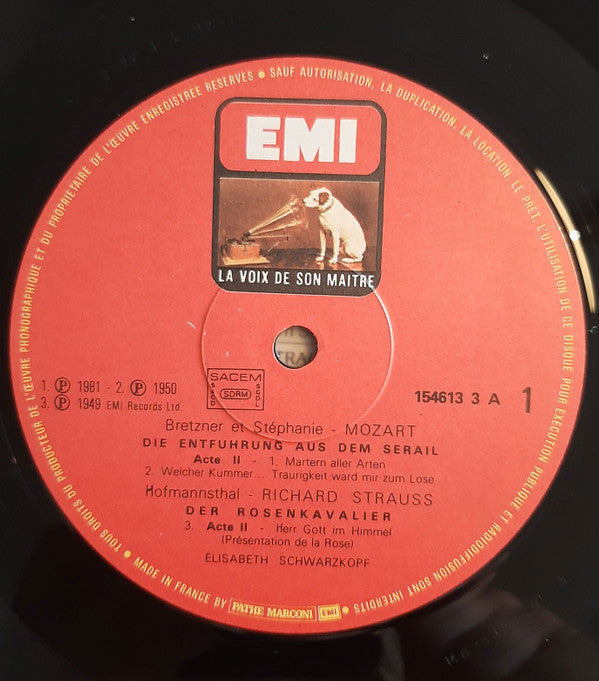 TOUS DROITS DU PRODUCTEUR DE L'ŒUVRE PHONOGRAPHIQUE ET DU PROPRIETAIRE DE L'ŒUVRE ENREGISTREE RESERVES • SAUF AUTORISATION, LA DUPLICATION, LA LOCATION, LE PRET, L'UTILISATION DE CE DISQUE POUR EXECUTION PUBLIQUE ET RADIODIFFUSION SONT INTERDITS •
EMI
LA VOIX DE SON MAITRE
1. Ⓟ 1981 - 2. Ⓟ 1950
3. Ⓟ 1949 EMI Records Ltd.
SACEM
SACD SDRM SGDL
154613 3 A 1
Bretzner et Stéphanie - MOZART
DIE ENTFUHRUNG AUS DEM SERAIL
Acte II - 1. Martern aller Arten
2. Welcher Kummer... Traurigkeit ward mir zum Lose
Hofmannsthal - RICHARD STRAUSS
DER ROSENKAVALIER
3. Acte II - Herr Gott im Himmel
(Présentation de la Rose)
ELISABETH SCHWARZKOPF
MADE IN FRANCE BY PATHE MARCONI EMI